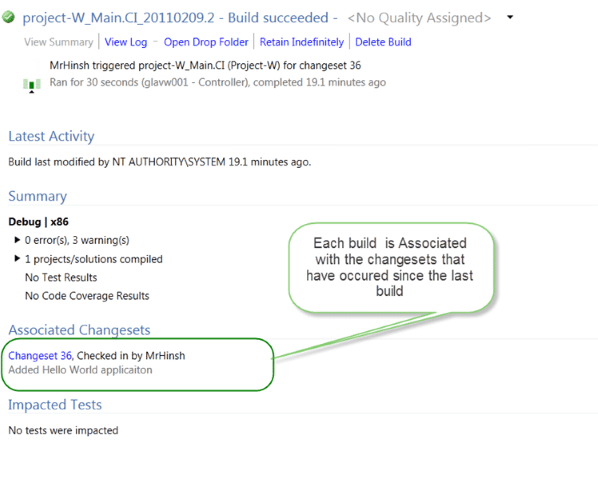 project-W_Main.CI_20110209.2 - Build succeeded - <No Quality Assigned>
View Summary | View Log - Open Drop Folder | Retain Indefinitely | Delete Build
MrHinsh triggered project-W_Main.CI (Project-W) for changeset 36
Ran for 30 seconds (glavw001 - Controller), completed 19.1 minutes ago
Latest Activity
Build last modified by NT AUTHORITY\SYSTEM 19.1 minutes ago.
Summary
Debug | x86
0 error(s), 3 warning(s)
1 projects/solutions compiled
No Test Results
No Code Coverage Results
Each build is Associated
with the changesets that
have occured since the last
build
Associated Changesets
Changeset 36, Checked in by MrHinsh
Added Hello World applicaiton
Impacted Tests
No tests were impacted